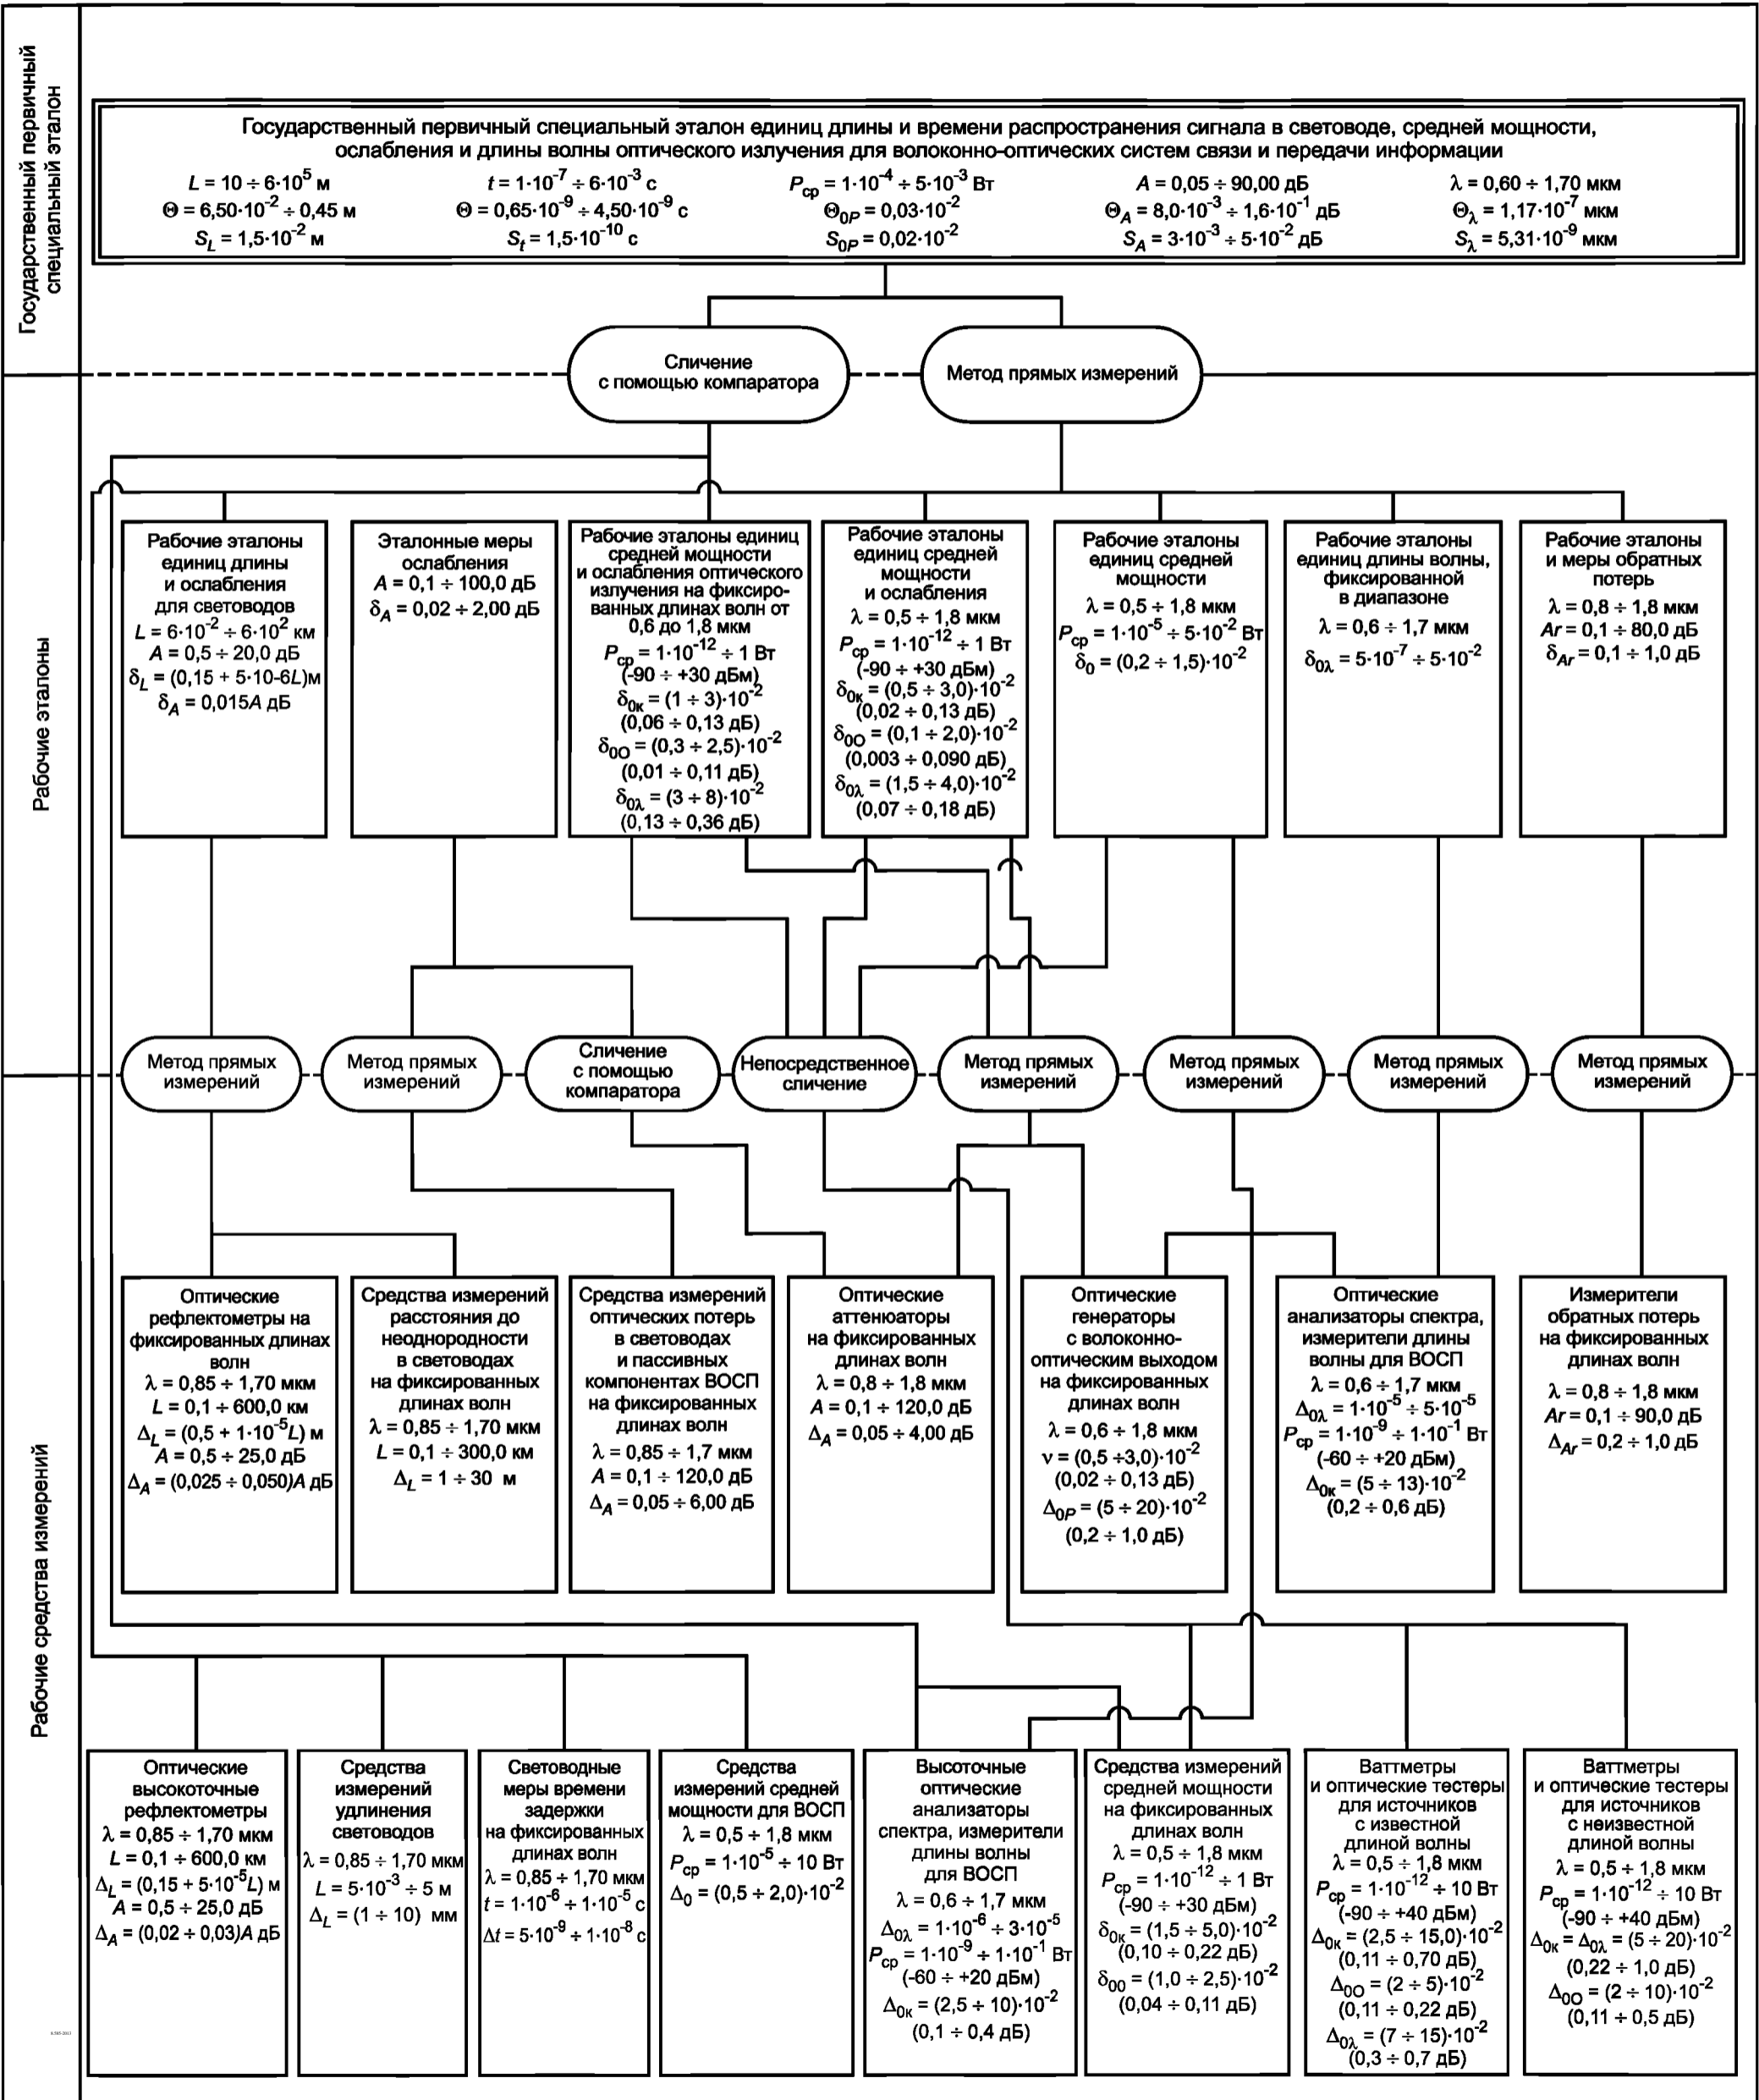 Государственный первичный
специальный эталон
Государственный первичный специальный эталон единиц длины и времени распространения сигнала в световоде, средней мощности,
ослабления и длины волны оптического излучения для волоконно-оптических систем связи и передачи информации
L = 10 ÷ 6·10⁵ м
Θ = 6,50·10⁻² ÷ 0,45 м
S_L = 1,5·10⁻² м
t = 1·10⁻⁷ ÷ 6·10⁻³ с
Θ = 0,65·10⁻⁹ ÷ 4,50·10⁻⁹ с
S_t = 1,5·10⁻¹⁰ с
P_ср = 1·10⁻⁴ ÷ 5·10⁻³ Вт
Θ_0P = 0,03·10⁻²
S_0P = 0,02·10⁻²
A = 0,05 ÷ 90,00 дБ
Θ_A = 8,0·10⁻³ ÷ 1,6·10⁻¹ дБ
S_A = 3·10⁻³ ÷ 5·10⁻² дБ
λ = 0,60 ÷ 1,70 мкм
Θ_λ = 1,17·10⁻⁷ мкм
S_λ = 5,31·10⁻⁹ мкм
Сличение
с помощью компаратора
Метод прямых измерений
Рабочие эталоны
Рабочие эталоны
единиц длины
и ослабления
для световодов
L = 6·10⁻² ÷ 6·10² км
A = 0,5 ÷ 20,0 дБ
δ_L = (0,15 + 5·10-6L)м
δ_A = 0,015A дБ
Эталонные меры
ослабления
A = 0,1 ÷ 100,0 дБ
δ_A = 0,02 ÷ 2,00 дБ
Рабочие эталоны единиц
средней мощности
и ослабления оптического
излучения на фиксиро-
ванных длинах волн от
0,6 до 1,8 мкм
P_ср = 1·10⁻¹² ÷ 1 Вт
(-90 ÷ +30 дБм)
δ_0к = (1 ÷ 3)·10⁻²
(0,06 ÷ 0,13 дБ)
δ_0О = (0,3 ÷ 2,5)·10⁻²
(0,01 ÷ 0,11 дБ)
δ_0λ = (3 ÷ 8)·10⁻²
(0,13 ÷ 0,36 дБ)
Рабочие эталоны
единиц средней
мощности
и ослабления
λ = 0,5 ÷ 1,8 мкм
P_ср = 1·10⁻¹² ÷ 1 Вт
(-90 ÷ +30 дБм)
δ_0к = (0,5 ÷ 3,0)·10⁻²
(0,02 ÷ 0,13 дБ)
δ_0О = (0,1 ÷ 2,0)·10⁻²
(0,003 ÷ 0,090 дБ)
δ_0λ = (1,5 ÷ 4,0)·10⁻²
(0,07 ÷ 0,18 дБ)
Рабочие эталоны
единиц средней
мощности
λ = 0,5 ÷ 1,8 мкм
P_ср = 1·10⁻⁵ ÷ 5·10⁻² Вт
δ_0 = (0,2 ÷ 1,5)·10⁻²
Рабочие эталоны
единиц длины волны,
фиксированной
в диапазоне
λ = 0,6 ÷ 1,7 мкм
δ_0λ = 5·10⁻⁷ ÷ 5·10⁻²
Рабочие эталоны
и меры обратных
потерь
λ = 0,8 ÷ 1,8 мкм
Ar = 0,1 ÷ 80,0 дБ
δ_Ar = 0,1 ÷ 1,0 дБ
Метод прямых
измерений
Метод прямых
измерений
Сличение
с помощью
компаратора
Непосредственное
сличение
Метод прямых
измерений
Метод прямых
измерений
Метод прямых
измерений
Метод прямых
измерений
Рабочие средства измерений
Оптические
рефлектометры на
фиксированных длинах
волн
λ = 0,85 ÷ 1,70 мкм
L = 0,1 ÷ 600,0 км
Δ_L = (0,5 + 1·10⁻⁵L) м
A = 0,5 ÷ 25,0 дБ
Δ_A = (0,025 ÷ 0,050)A дБ
Средства измерений
расстояния до
неоднородности
в световодах
на фиксированных
длинах волн
λ = 0,85 ÷ 1,70 мкм
L = 0,1 ÷ 300,0 км
Δ_L = 1 ÷ 30 м
Средства измерений
оптических потерь
в световодах
и пассивных
компонентах ВОСП
на фиксированных
длинах волн
λ = 0,85 ÷ 1,7 мкм
A = 0,1 ÷ 120,0 дБ
Δ_A = 0,05 ÷ 6,00 дБ
Оптические
аттенюаторы
на фиксированных
длинах волн
λ = 0,8 ÷ 1,8 мкм
A = 0,1 ÷ 120,0 дБ
Δ_A = 0,05 ÷ 4,00 дБ
Оптические
генераторы
с волоконно-
оптическим выходом
на фиксированных
длинах волн
λ = 0,6 ÷ 1,8 мкм
ν = (0,5 ÷3,0)·10⁻²
(0,02 ÷ 0,13 дБ)
Δ_0P = (5 ÷ 20)·10⁻²
(0,2 ÷ 1,0 дБ)
Оптические
анализаторы спектра,
измерители длины
волны для ВОСП
λ = 0,6 ÷ 1,7 мкм
Δ_0λ = 1·10⁻⁵ ÷ 5·10⁻⁵
P_ср = 1·10⁻⁹ ÷ 1·10⁻¹ Вт
(-60 ÷ +20 дБм)
Δ_0к = (5 ÷ 13)·10⁻²
(0,2 ÷ 0,6 дБ)
Измерители
обратных потерь
на фиксированных
длинах волн
λ = 0,8 ÷ 1,8 мкм
Ar = 0,1 ÷ 90,0 дБ
Δ_Ar = 0,2 ÷ 1,0 дБ
Оптические
высокоточные
рефлектометры
λ = 0,85 ÷ 1,70 мкм
L = 0,1 ÷ 600,0 км
Δ_L = (0,15 + 5·10⁻⁵L) м
A = 0,5 ÷ 25,0 дБ
Δ_A = (0,02 ÷ 0,03)A дБ
Средства
измерений
удлинения
световодов
λ = 0,85 ÷ 1,70 мкм
L = 5·10⁻³ ÷ 5 м
Δ_L = (1 ÷ 10) мм
Световодные
меры времени
задержки
на фиксированных
длинах волн
λ = 0,85 ÷ 1,70 мкм
t = 1·10⁻⁶ ÷ 1·10⁻⁵ с
Δt = 5·10⁻⁹ ÷ 1·10⁻⁸ с
Средства
измерений средней
мощности для ВОСП
λ = 0,5 ÷ 1,8 мкм
P_ср = 1·10⁻⁵ ÷ 10 Вт
Δ_0 = (0,5 ÷ 2,0)·10⁻²
Высоточные
оптические
анализаторы
спектра, измерители
длины волны
для ВОСП
λ = 0,6 ÷ 1,7 мкм
Δ_0λ = 1·10⁻⁶ ÷ 3·10⁻⁵
P_ср = 1·10⁻⁹ ÷ 1·10⁻¹ Вт
(-60 ÷ +20 дБм)
Δ_0к = (2,5 ÷ 10)·10⁻²
(0,1 ÷ 0,4 дБ)
Средства измерений
средней мощности
на фиксированных
длинах волн
λ = 0,5 ÷ 1,8 мкм
P_ср = 1·10⁻¹² ÷ 1 Вт
(-90 ÷ +30 дБм)
δ_0к = (1,5 ÷ 5,0)·10⁻²
(0,10 ÷ 0,22 дБ)
δ_00 = (1,0 ÷ 2,5)·10⁻²
(0,04 ÷ 0,11 дБ)
Ваттметры
и оптические тестеры
для источников
с известной
длиной волны
λ = 0,5 ÷ 1,8 мкм
P_ср = 1·10⁻¹² ÷ 10 Вт
(-90 ÷ +40 дБм)
Δ_0к = (2,5 ÷ 15,0)·10⁻²
(0,11 ÷ 0,70 дБ)
Δ_0О = (2 ÷ 5)·10⁻²
(0,11 ÷ 0,22 дБ)
Δ_0λ = (7 ÷ 15)·10⁻²
(0,3 ÷ 0,7 дБ)
Ваттметры
и оптические тестеры
для источников
с неизвестной
длиной волны
λ = 0,5 ÷ 1,8 мкм
P_ср = 1·10⁻¹² ÷ 10 Вт
(-90 ÷ +40 дБм)
Δ_0к = Δ_0λ = (5 ÷ 20)·10⁻²
(0,22 ÷ 1,0 дБ)
Δ_0О = (2 ÷ 10)·10⁻²
(0,11 ÷ 0,5 дБ)